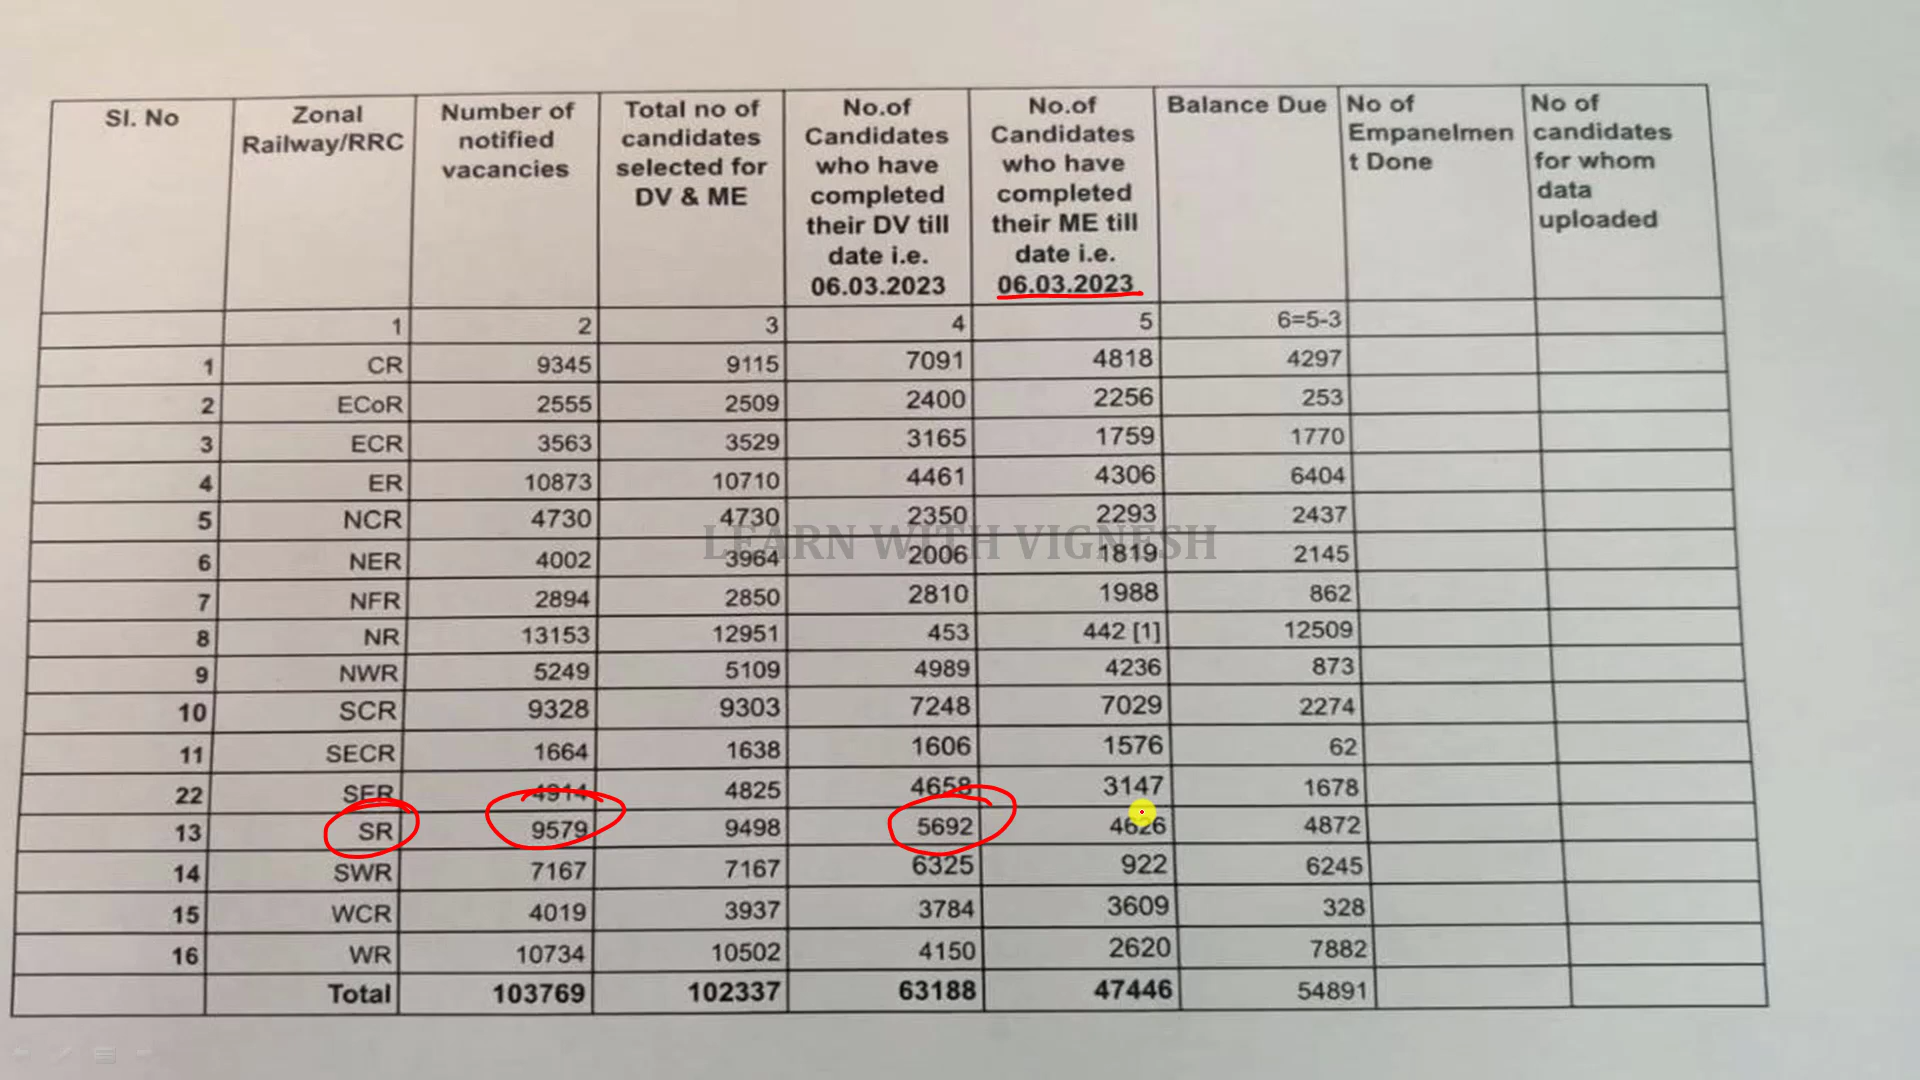 Sl. No | Zonal Railway/RRC | Number of notified vacancies | Total no of candidates selected for DV & ME | No.of Candidates who have completed their DV till date i.e. 06.03.2023 | No.of Candidates who have completed their ME till date i.e. 06.03.2023 | Balance Due | No of Empanelment Done | No of candidates for whom data uploaded
1 | 2 | 3 | 4 | 5 | 6=5-3
1 | CR | 9345 | 9115 | 7091 | 4818 | 4297
2 | ECoR | 2555 | 2509 | 2400 | 2256 | 253
3 | ECR | 3563 | 3529 | 3165 | 1759 | 1770
4 | ER | 10873 | 10710 | 4461 | 4306 | 6404
5 | NCR | 4730 | 4730 | 2350 | 2293 | 2437
LEARN WITH VIGNESH
6 | NER | 4002 | 3964 | 2006 | 1819 | 2145
7 | NFR | 2894 | 2850 | 2810 | 1988 | 862
8 | NR | 13153 | 12951 | 453 | 442 [1] | 12509
9 | NWR | 5249 | 5109 | 4989 | 4236 | 873
10 | SCR | 9328 | 9303 | 7248 | 7029 | 2274
11 | SECR | 1664 | 1638 | 1606 | 1576 | 62
22 | SER | 4914 | 4825 | 4658 | 3147 | 1678
13 | SR | 9579 | 9498 | 5692 | 4626 | 4872
14 | SWR | 7167 | 7167 | 6325 | 922 | 6245
15 | WCR | 4019 | 3937 | 3784 | 3609 | 328
16 | WR | 10734 | 10502 | 4150 | 2620 | 7882
Total | 103769 | 102337 | 63188 | 47446 | 54891